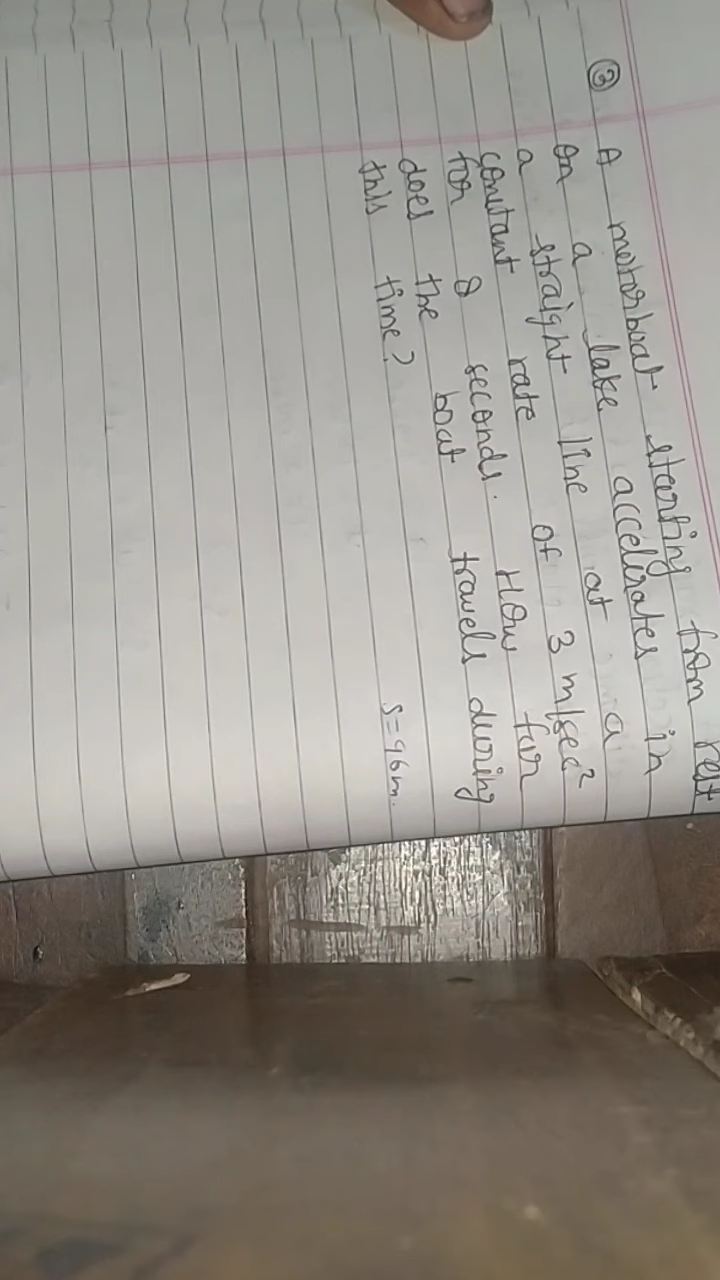 ③ A motorboat starting from rest
on a lake accelerates in
a straight line at a
constant rate of 3 m/sec²
for 8 seconds. How far
does the boat travels during
this time?
S=96m.